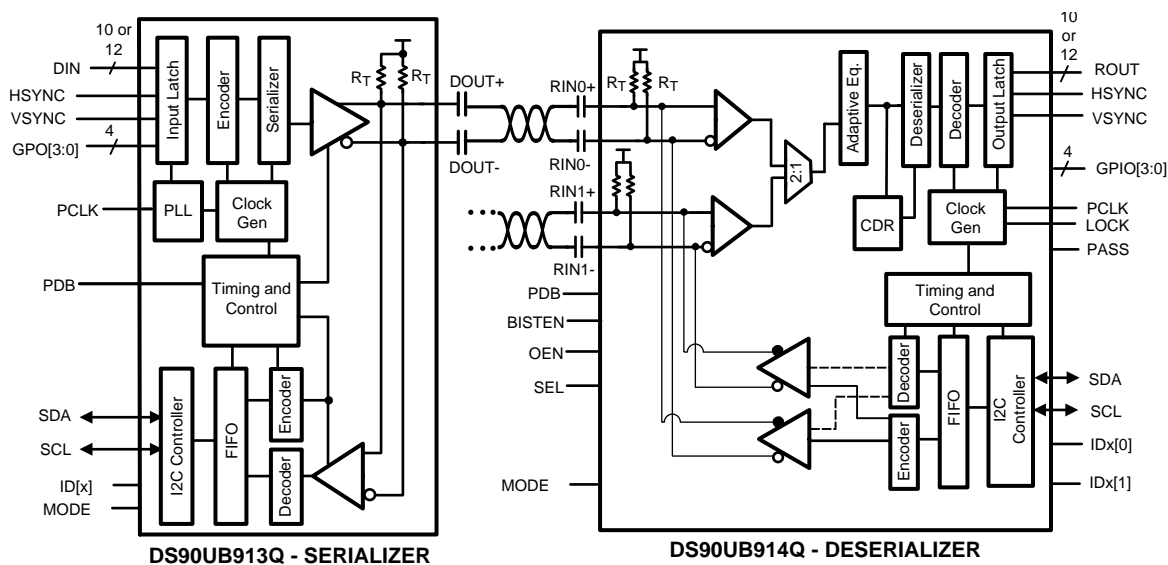 10 or
12
DIN
HSYNC
VSYNC
4
GPO[3:0]
PCLK
PDB
SDA
SCL
ID[x]
MODE
Input Latch
Encoder
Serializer
RT
RT
PLL
Clock
Gen
Timing and
Control
I2C Controller
FIFO
Encoder
Decoder
DS90UB913Q - SERIALIZER
DOUT+
DOUT-
RIN0+
RIN0-
RIN1+
RIN1-
PDB
BISTEN
OEN
SEL
MODE
RT
RT
2:1
Adaptive Eq.
CDR
Deserializer
Decoder
Output Latch
Clock
Gen
Timing and
Control
Decoder
Encoder
FIFO
I2C
Controller
10
or
12
ROUT
HSYNC
VSYNC
4
GPIO[3:0]
PCLK
LOCK
PASS
SDA
SCL
IDx[0]
IDx[1]
DS90UB914Q - DESERIALIZER